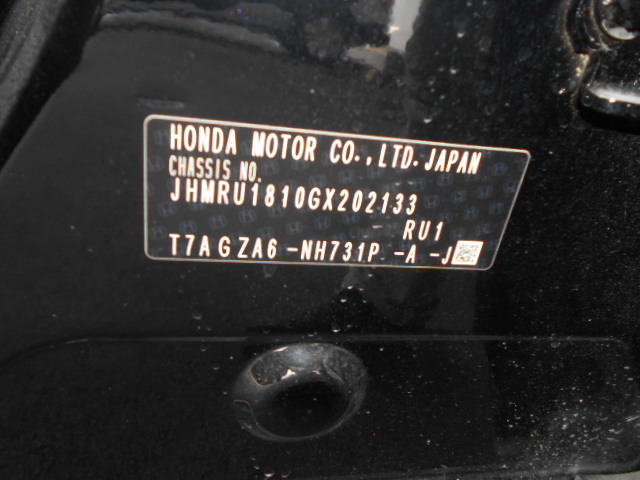 HONDA MOTOR CO.,LTD.JAPAN
CHASSIS NO.
JHMRU1810GX202133
RU1
T7AGZA6-NH731P -A -J